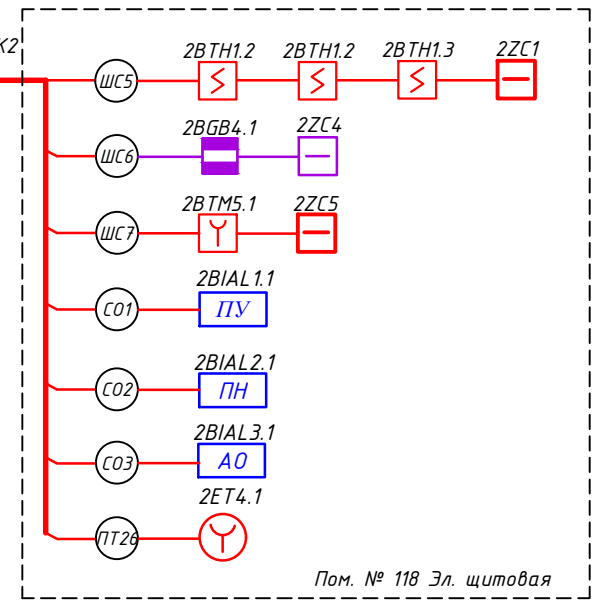 К2
2BTH1.2 2BTH1.2 2BTH1.3 2ZC1
ШС5
2BGB4.1 2ZC4
ШС6
2BTM5.1 2ZC5
ШС7
2BIAL1.1
СО1 ПУ
2BIAL2.1
СО2 ПН
2BIAL3.1
СО3 АО
2ET4.1
ПТ26
Пом. № 118 Эл. щитовая